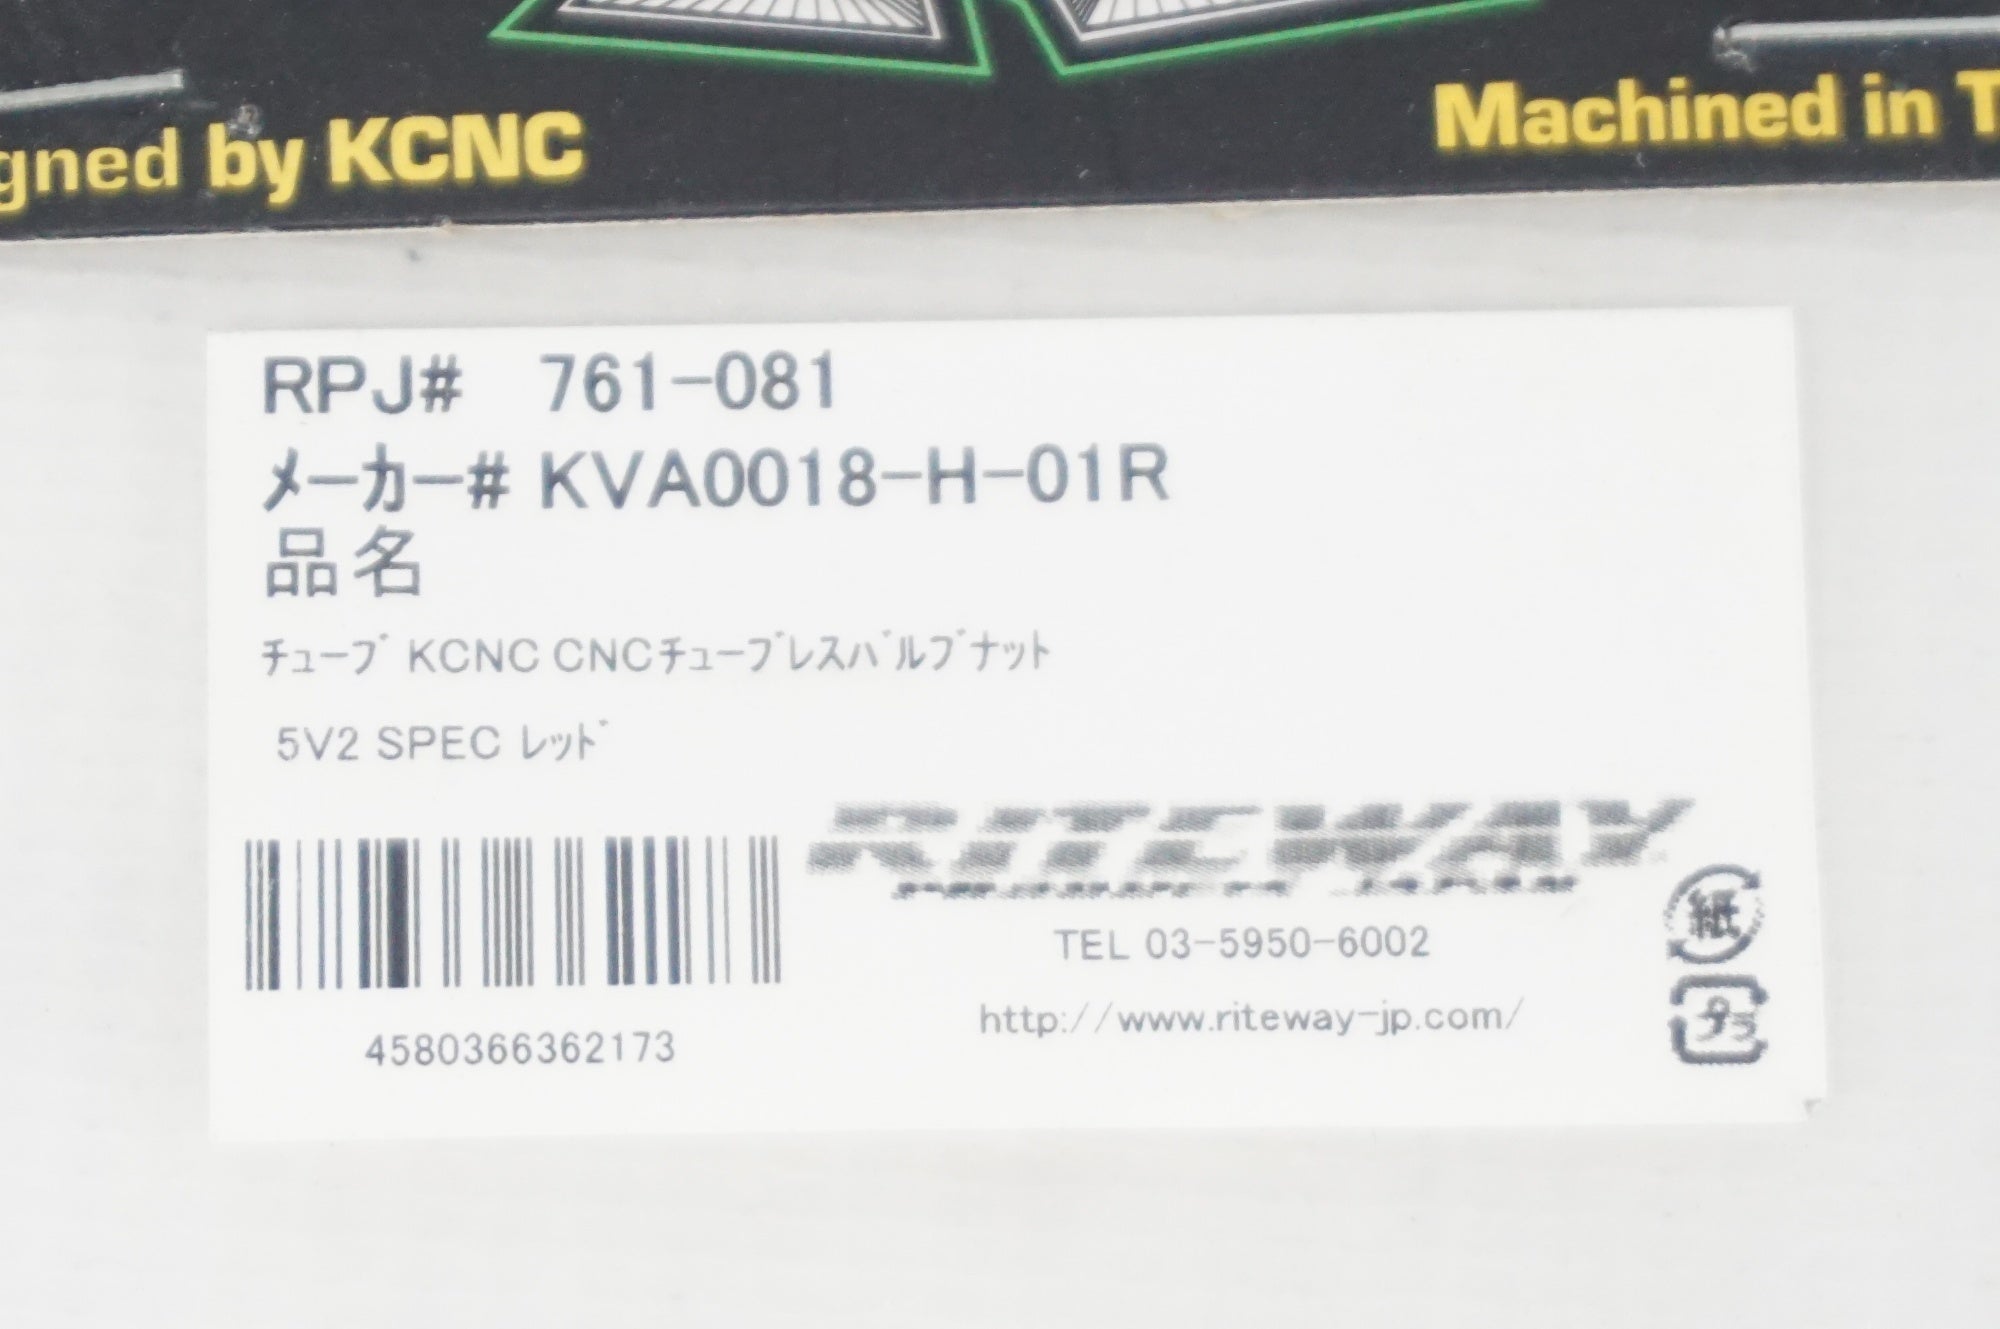 gned by KCNC
Machined in T
RPJ# 761-081
ﾒｰｶｰ# KVA0018-H-01R
品名
ﾁｭｰﾌﾞ KCNC CNCﾁｭｰﾌﾞﾚｽﾊﾞﾙﾌﾞﾅｯﾄ
5V2 SPEC ﾚｯﾄﾞ
RITEWAY
TEL 03-5950-6002
http://www.riteway-jp.com/
4580366362173
紙
プラ